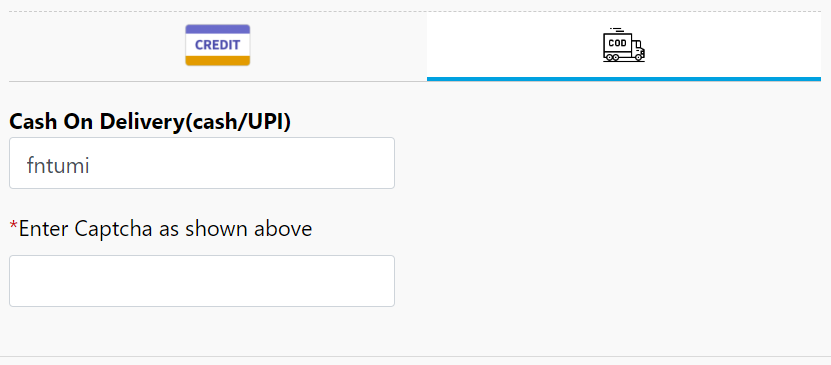 CREDIT
COD
Cash On Delivery(cash/UPI)
fntumi
*Enter Captcha as shown above